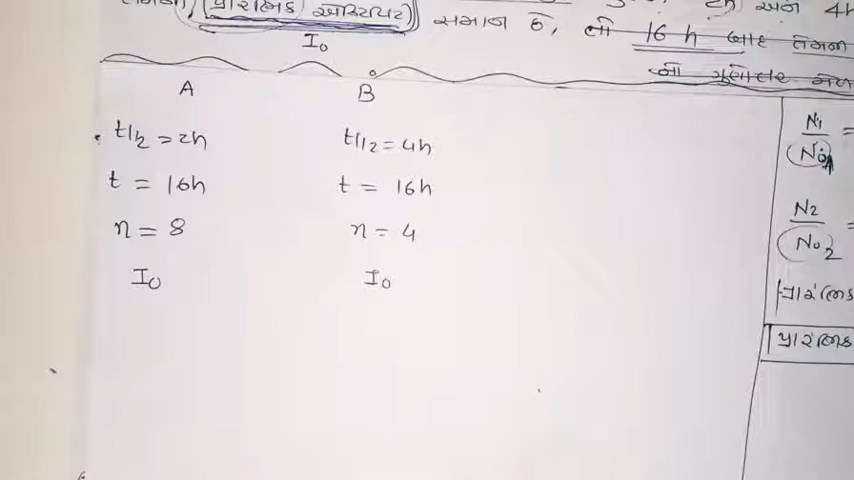 (પ્રારંભિક એક્ટિવિટી) સમાન છે, તો 16 h બાદ તેમના
I₀
નો ગુણોત્તર
A B
t1/2 = 2h t1/2 = 4h
t = 16h t = 16h
n = 8 n = 4
I₀ I₀
N1
N01
=
N2
N02
=
પ્રારંભિક
પ્રારંભિક